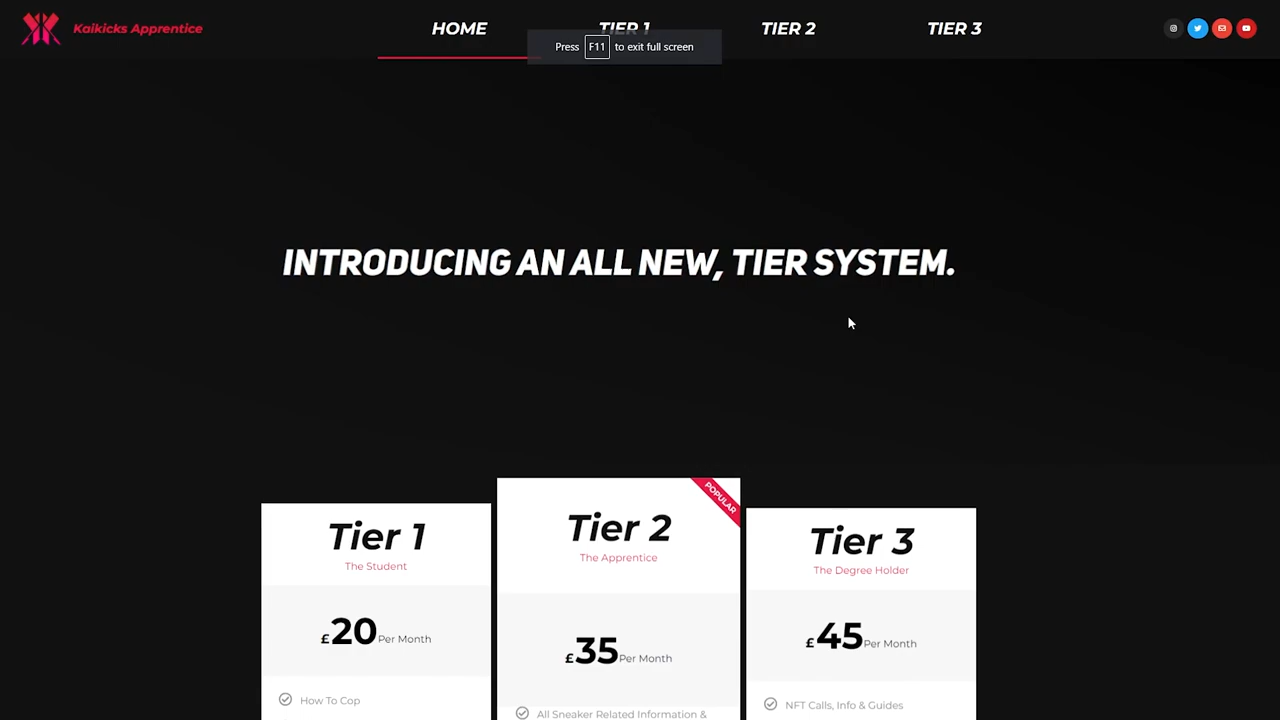 Kaikicks Apprentice
HOME
TIER 1
TIER 2
TIER 3
Press F11 to exit full screen
INTRODUCING AN ALL NEW, TIER SYSTEM.
Tier 1
The Student
£20 Per Month
How To Cop
POPULAR
Tier 2
The Apprentice
£35 Per Month
All Sneaker Related Information &
Tier 3
The Degree Holder
£45 Per Month
NFT Calls, Info & Guides